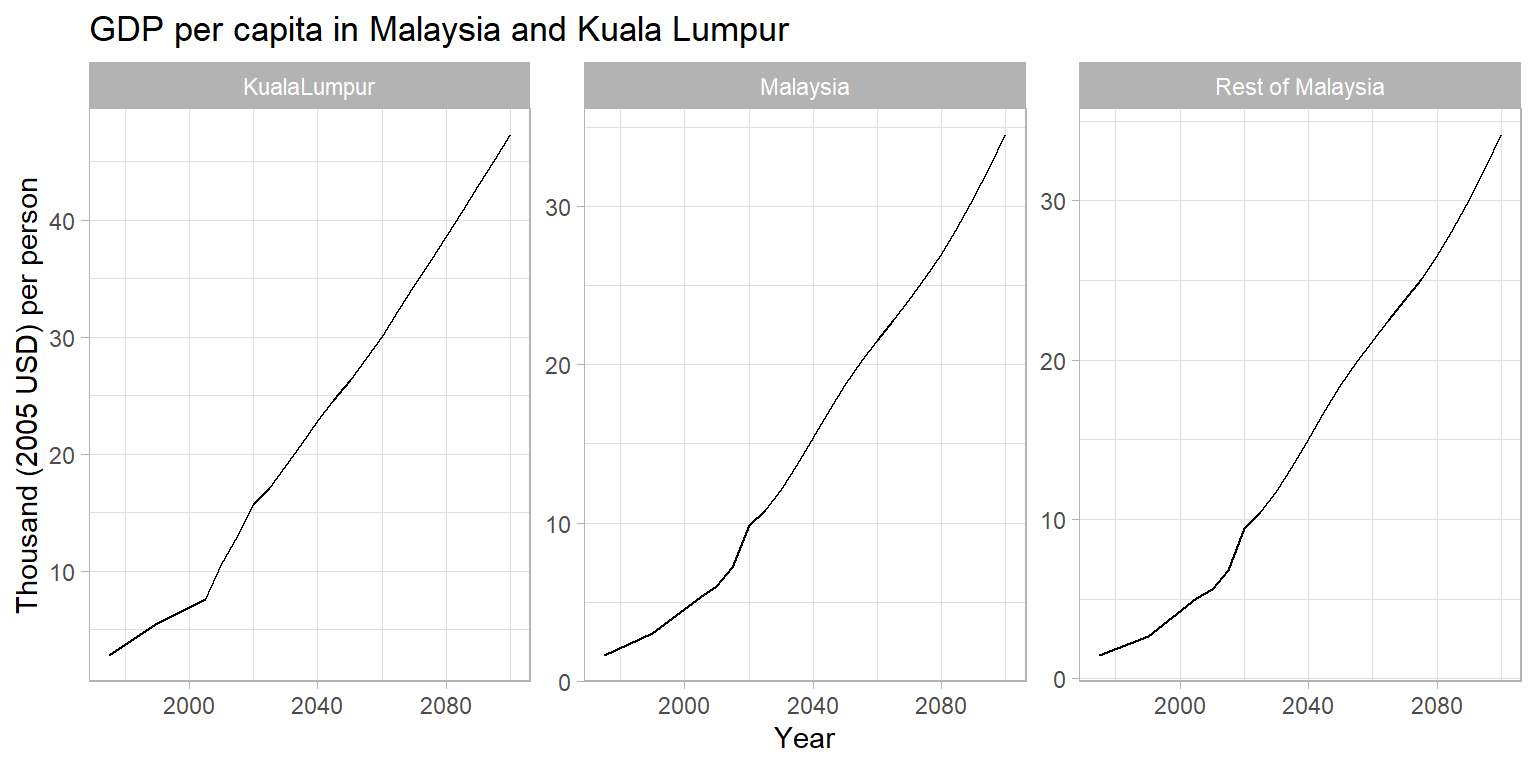 GDP per capita in Malaysia and Kuala Lumpur
KualaLumpur
Malaysia
Rest of Malaysia
Thousand (2005 USD) per person
40
30
20
10
30
20
10
0
30
20
10
0
2000 2040 2080
2000 2040 2080
2000 2040 2080
Year